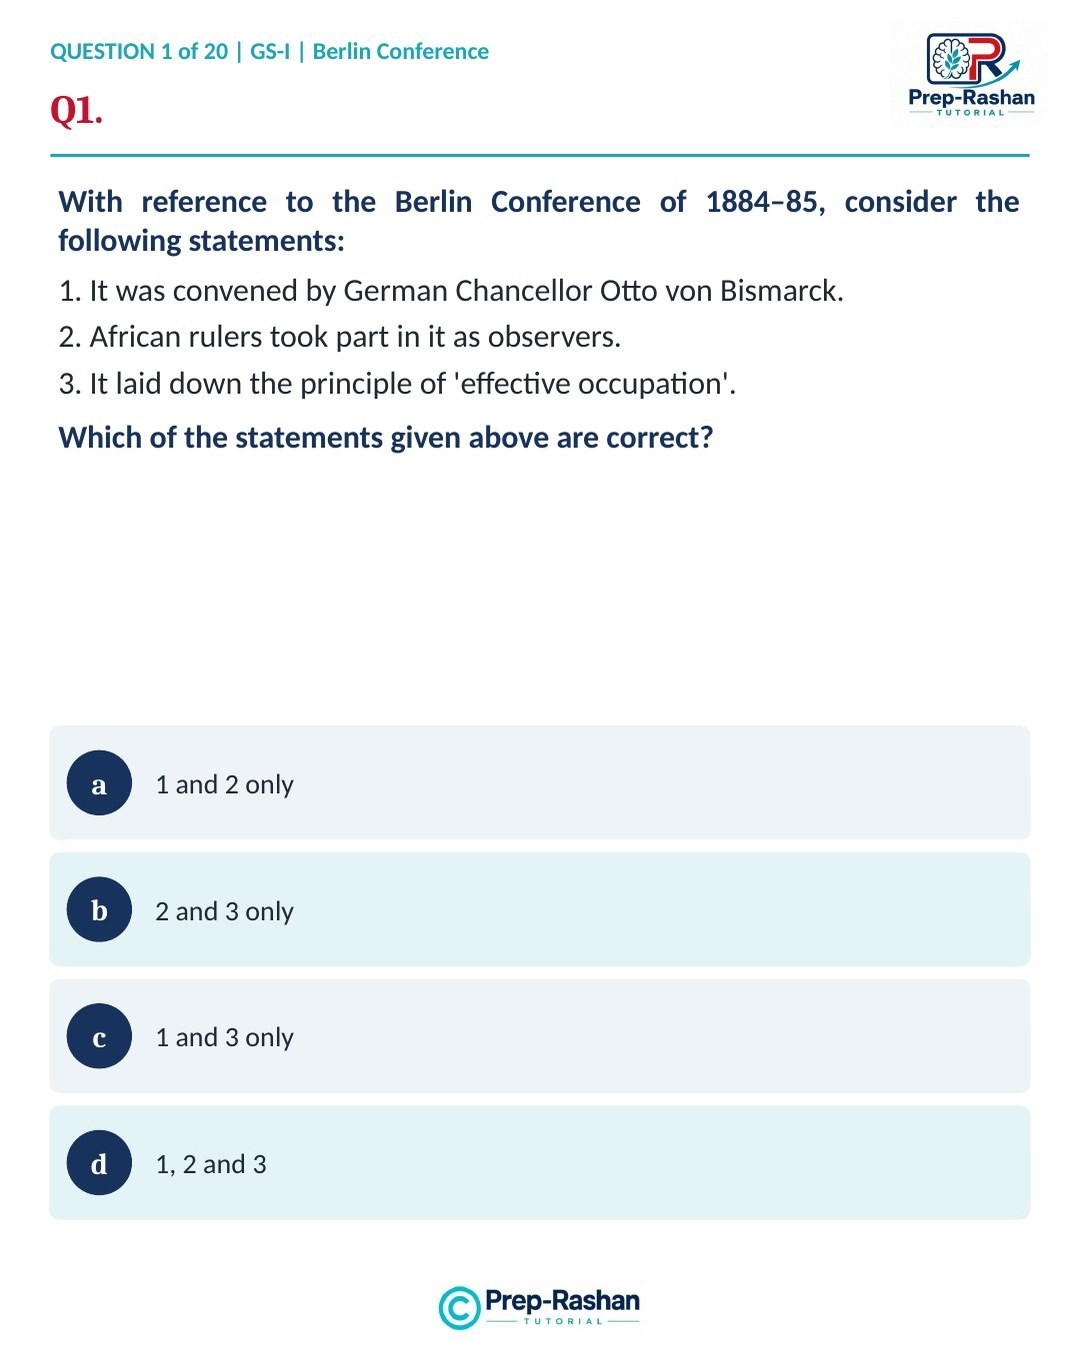 QUESTION 1 of 20 | GS-I | Berlin Conference
Prep-Rashan
TUTORIAL
Q1.
With reference to the Berlin Conference of 1884–85, consider the
following statements:
1. It was convened by German Chancellor Otto von Bismarck.
2. African rulers took part in it as observers.
3. It laid down the principle of 'effective occupation'.
Which of the statements given above are correct?
a 1 and 2 only
b 2 and 3 only
c 1 and 3 only
d 1, 2 and 3
© Prep-Rashan
TUTORIAL